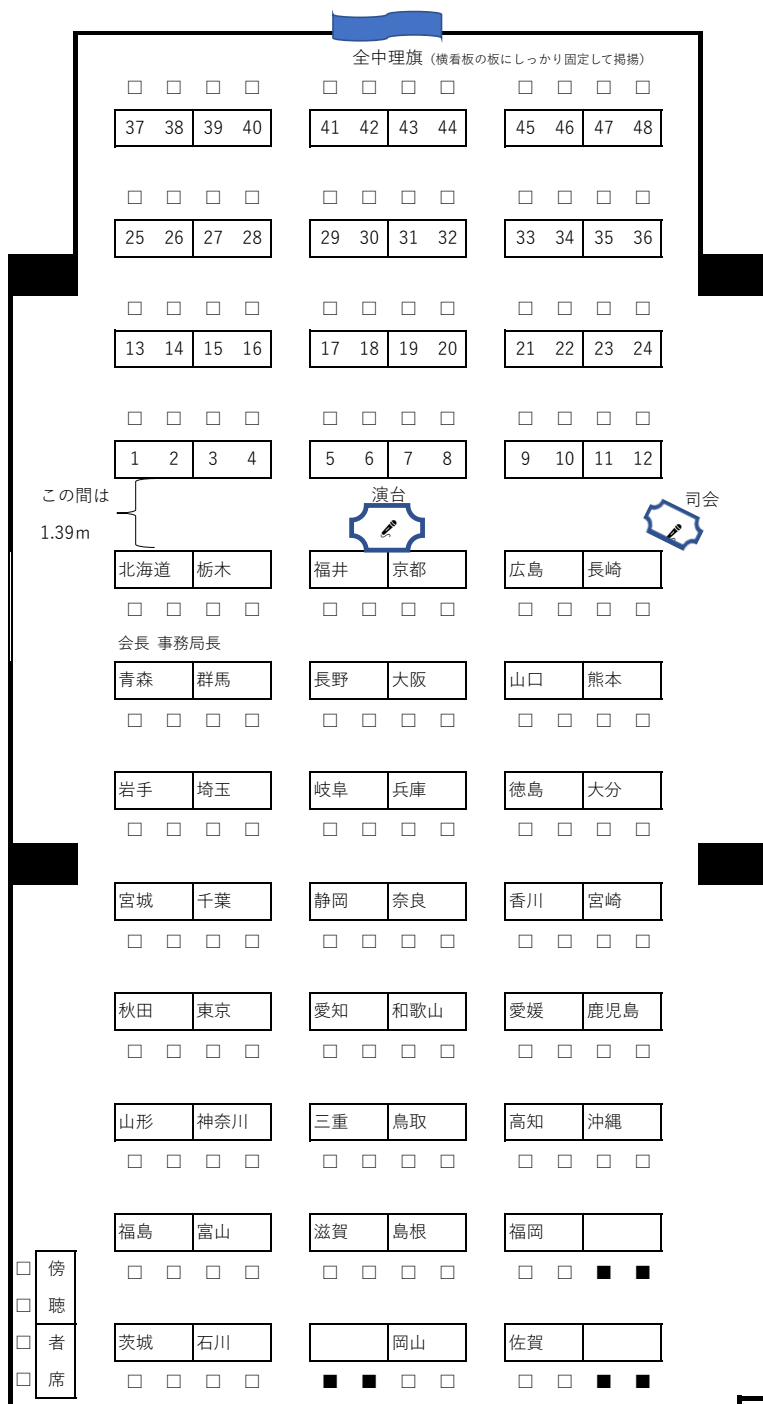 全中理旗（横看板の板にしっかり固定して掲揚）
□ □ □ □ □ □ □ □ □ □ □ □
37 38 39 40 41 42 43 44 45 46 47 48
□ □ □ □ □ □ □ □ □ □ □ □
25 26 27 28 29 30 31 32 33 34 35 36
□ □ □ □ □ □ □ □ □ □ □ □
13 14 15 16 17 18 19 20 21 22 23 24
□ □ □ □ □ □ □ □ □ □ □ □
1 2 3 4 5 6 7 8 9 10 11 12
この間は 演台 司会
1.39m
北海道 栃木 福井 京都 広島 長崎
□ □ □ □ □ □ □ □ □ □ □ □
会長 事務局長
青森 群馬 長野 大阪 山口 熊本
□ □ □ □ □ □ □ □ □ □ □ □
岩手 埼玉 岐阜 兵庫 徳島 大分
□ □ □ □ □ □ □ □ □ □ □ □
宮城 千葉 静岡 奈良 香川 宮崎
□ □ □ □ □ □ □ □ □ □ □ □
秋田 東京 愛知 和歌山 愛媛 鹿児島
□ □ □ □ □ □ □ □ □ □ □ □
山形 神奈川 三重 鳥取 高知 沖縄
□ □ □ □ □ □ □ □ □ □ □ □
福島 富山 滋賀 島根 福岡
□ 傍 □ □ □ □ □ □ □ □ □ □ ■ ■
□ 聴
□ 者 茨城 石川 岡山 佐賀
□ 席 □ □ □ □ ■ ■ □ □ □ □ ■ ■